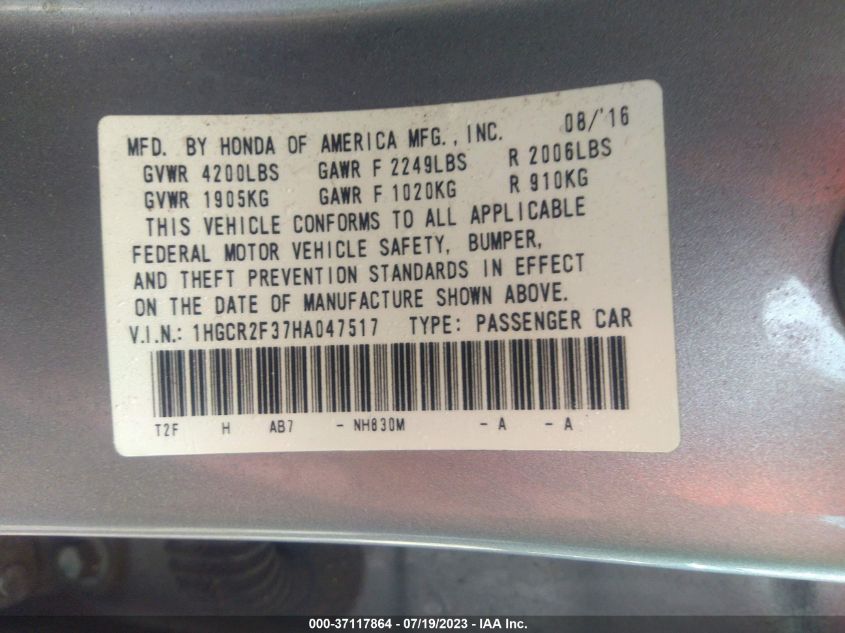 MFD. BY HONDA OF AMERICA MFG., INC. 08/'16
GVWR 4200LBS GAWR F 2249LBS R 2006LBS
GVWR 1905KG GAWR F 1020KG R 910KG
THIS VEHICLE CONFORMS TO ALL APPLICABLE
FEDERAL MOTOR VEHICLE SAFETY, BUMPER,
AND THEFT PREVENTION STANDARDS IN EFFECT
ON THE DATE OF MANUFACTURE SHOWN ABOVE.
V.I.N.: 1HGCR2F37HA047517 TYPE: PASSENGER CAR
T2F H AB7 - NH830M - A - A
000-37117864 - 07/19/2023 - IAA Inc.